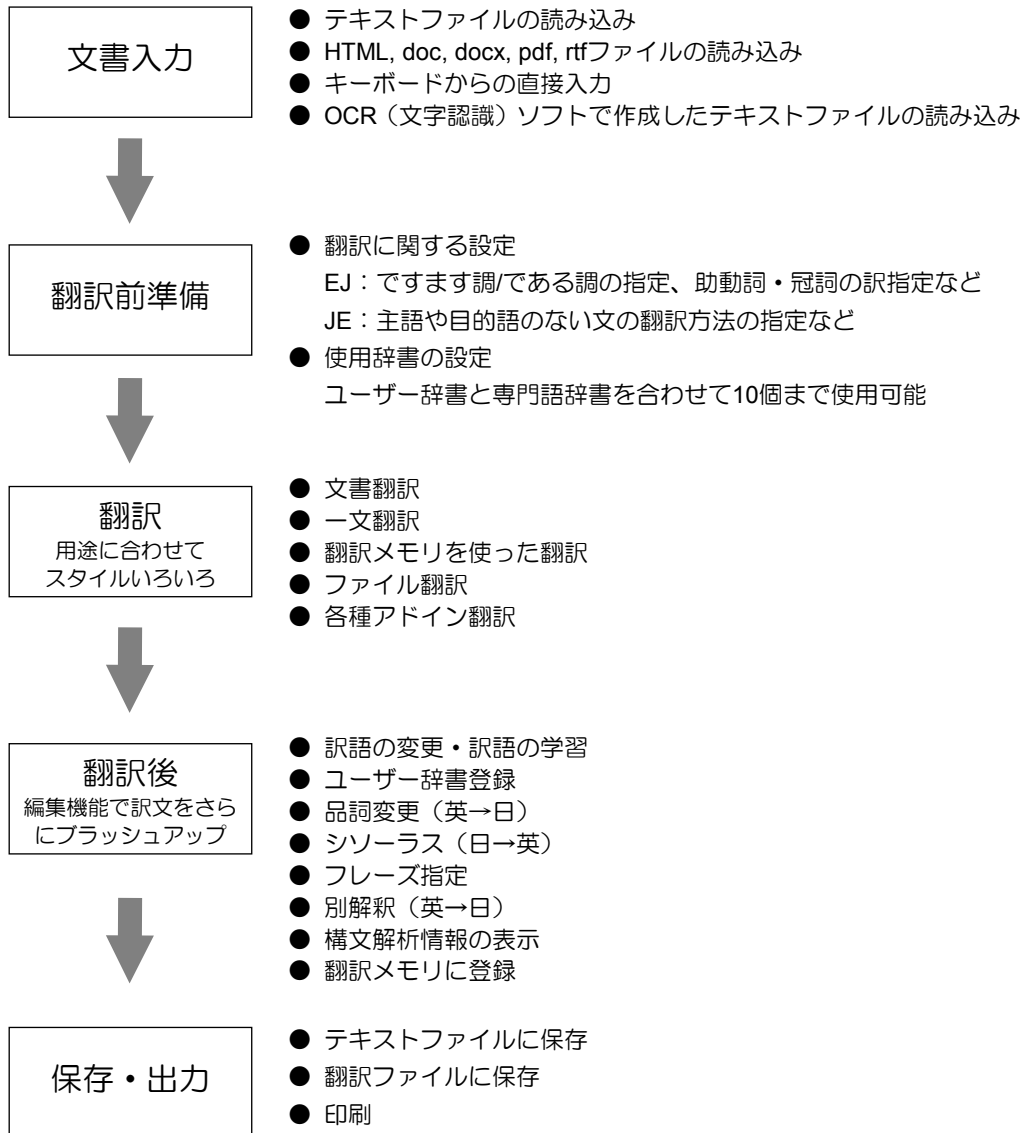 文書入力
● テキストファイルの読み込み
● HTML, doc, docx, pdf, rtfファイルの読み込み
● キーボードからの直接入力
● OCR（文字認識）ソフトで作成したテキストファイルの読み込み
翻訳前準備
● 翻訳に関する設定
EJ：ですます調/である調の指定、助動詞・冠詞の訳指定など
JE：主語や目的語のない文の翻訳方法の指定など
● 使用辞書の設定
ユーザー辞書と専門語辞書を合わせて10個まで使用可能
翻訳
用途に合わせて
スタイルいろいろ
● 文書翻訳
● 一文翻訳
● 翻訳メモリを使った翻訳
● ファイル翻訳
● 各種アドイン翻訳
翻訳後
編集機能で訳文をさら
にブラッシュアップ
● 訳語の変更・訳語の学習
● ユーザー辞書登録
● 品詞変更（英→日）
● シソーラス（日→英）
● フレーズ指定
● 別解釈（英→日）
● 構文解析情報の表示
● 翻訳メモリに登録
保存・出力
● テキストファイルに保存
● 翻訳ファイルに保存
● 印刷